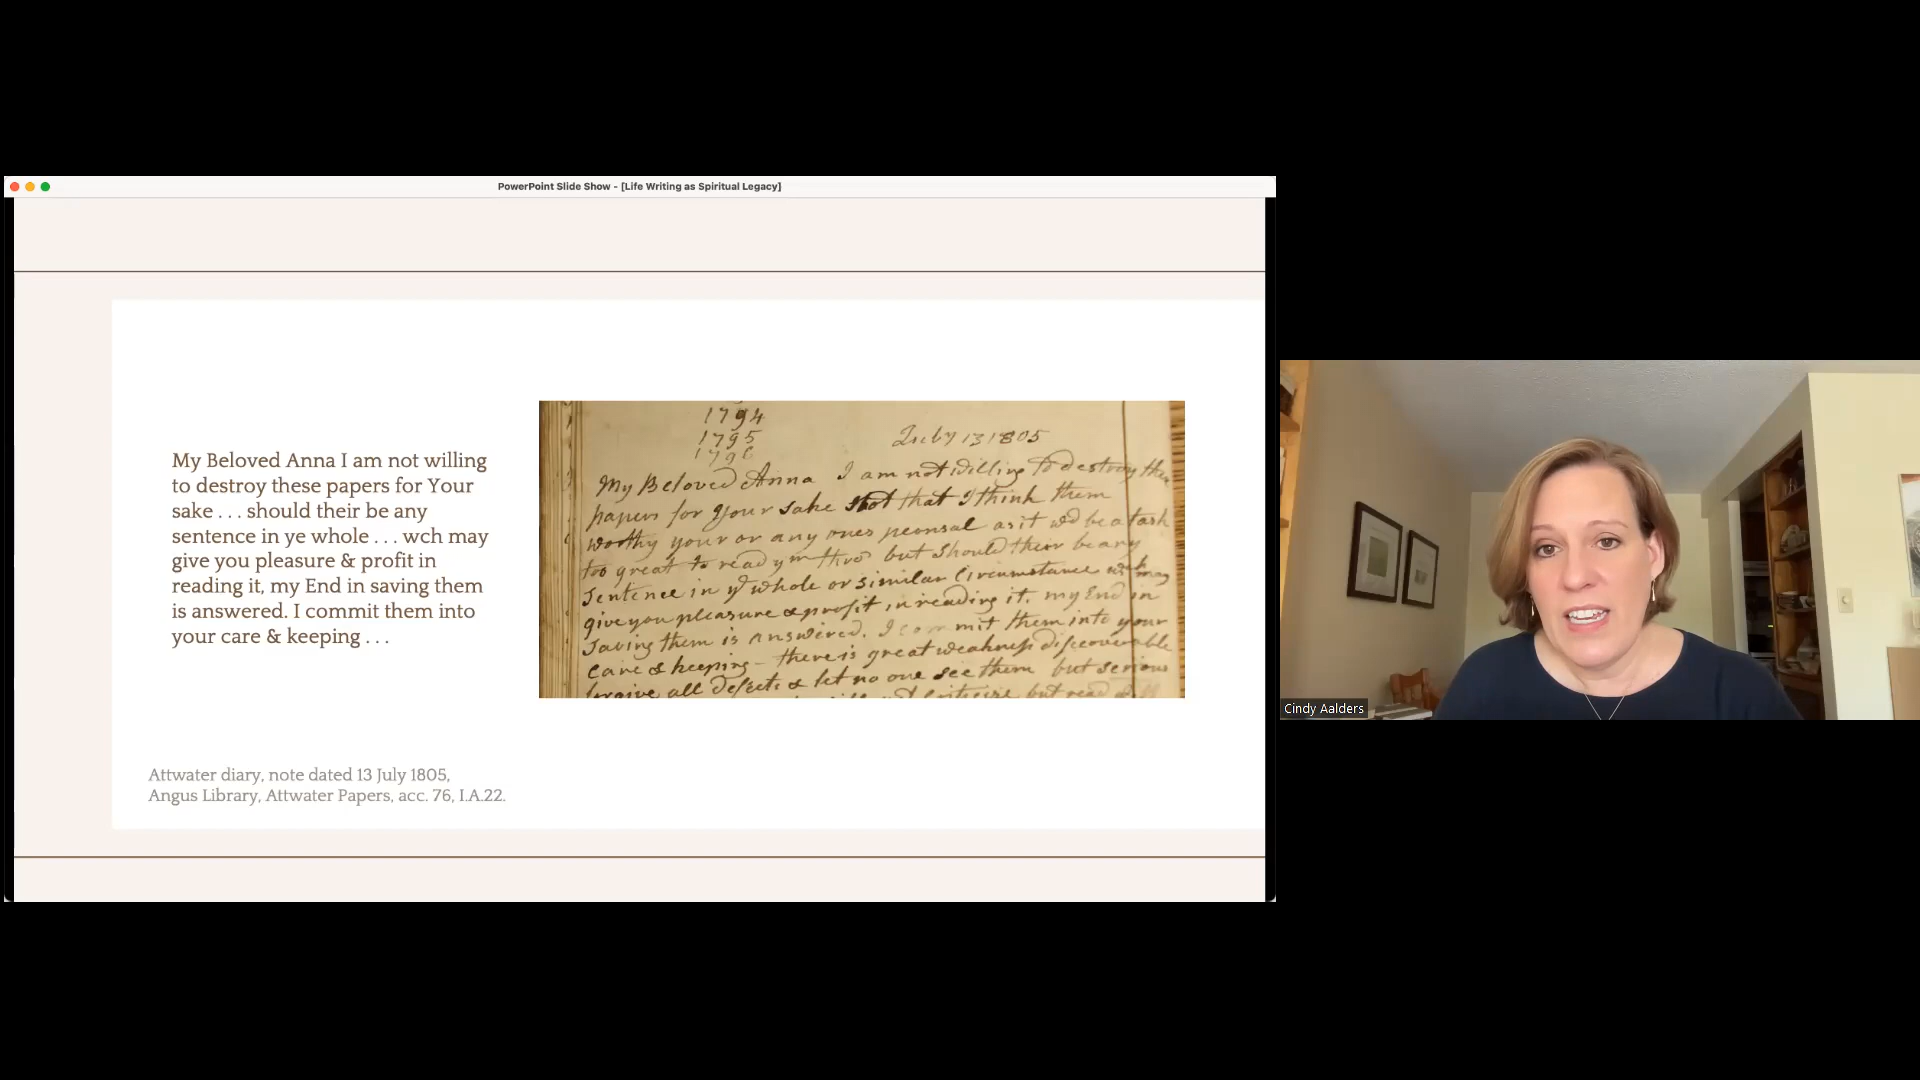 PowerPoint Slide Show - [Life Writing as Spiritual Legacy]
My Beloved Anna I am not willing
to destroy these papers for Your
sake . . . should their be any
sentence in ye whole . . . wch may
give you pleasure & profit in
reading it, my End in saving them
is answered. I commit them into
your care & keeping . . .
1794
1795
179
July 13 1805
My Beloved Anna I am not willing to destroy the
papers for your sake not that I think them
worthy your or any ones perusal as it wd be a task
too great to read ym thro' but should their be any
sentence in ye whole or similar Circumstance wch may
give you pleasure & profit in reading it, my End in
saving them is answered. I commit them into your
care & keeping – there is great weakness discoverable
forgive all defects & let no one see them but serious
but read
Attwater diary, note dated 13 July 1805,
Angus Library, Attwater Papers, acc. 76, I.A.22.
Cindy Aalders